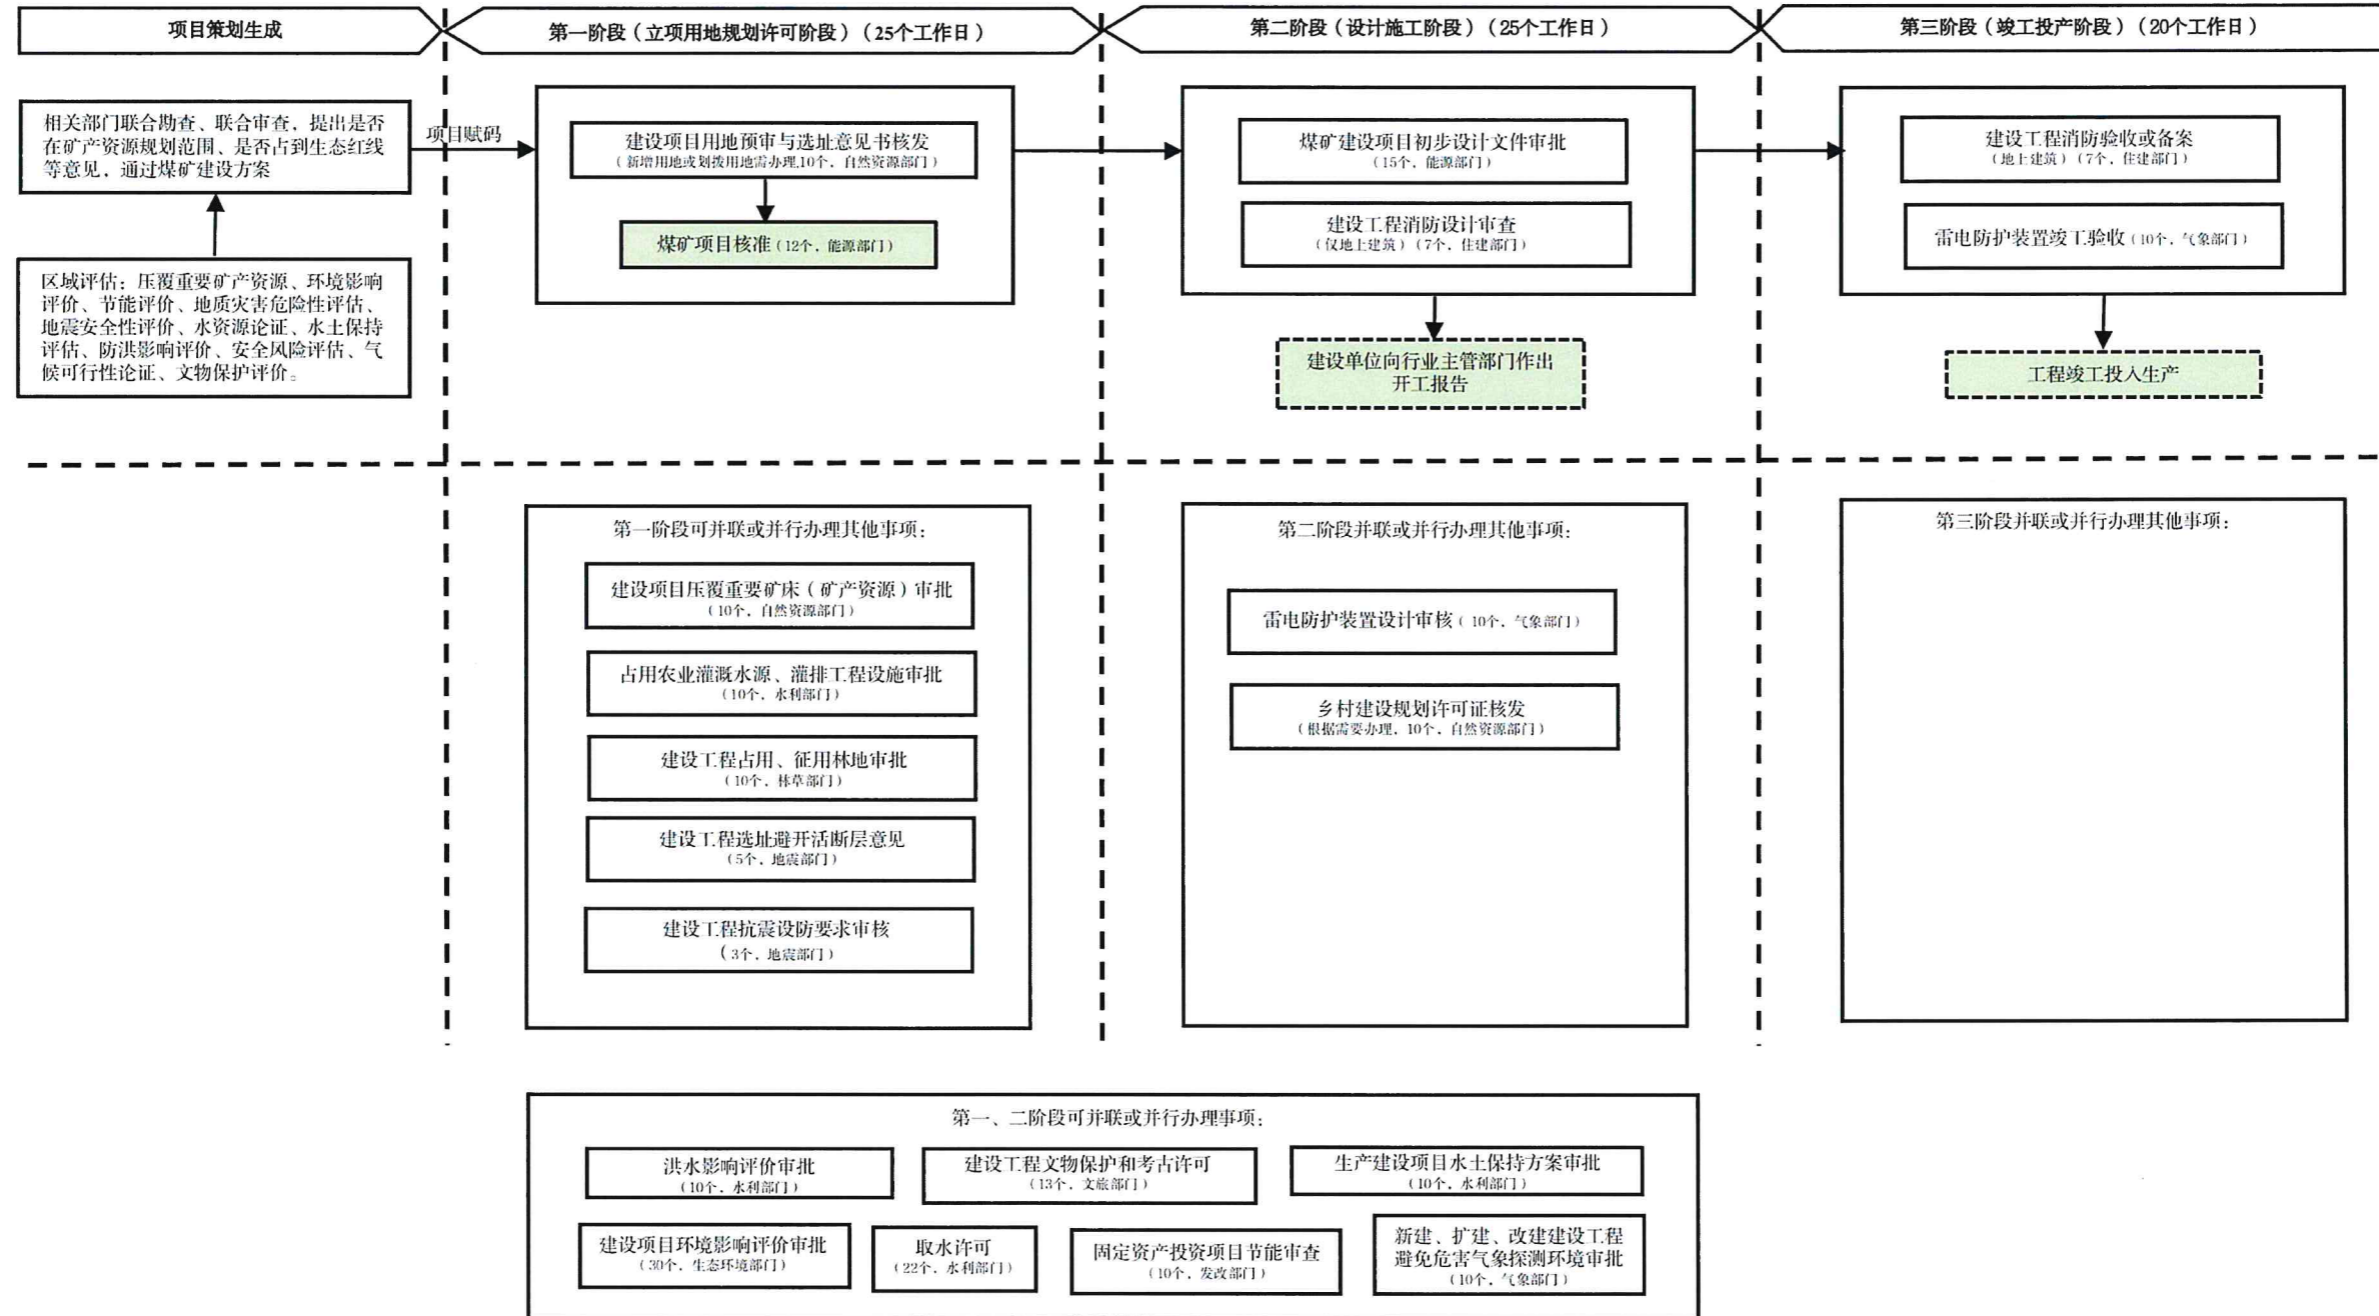 项目策划生成
第一阶段（立项用地规划许可阶段）（25个工作日）
第二阶段（设计施工阶段）（25个工作日）
第三阶段（竣工投产阶段）（20个工作日）
相关部门联合勘查、联合审查，提出是否
在矿产资源规划范围、是否占到生态红线
等意见，通过煤矿建设方案
项目赋码
区域评估：压覆重要矿产资源、环境影响
评价、节能评价、地质灾害危险性评估、
地震安全性评价、水资源论证、水土保持
评估、防洪影响评价、安全风险评估、气
候可行性论证、文物保护评价。
建设项目用地预审与选址意见书核发
（新增用地或划拨用地需办理,10个，自然资源部门）
煤矿项目核准（12个，能源部门）
煤矿建设项目初步设计文件审批
（15个，能源部门）
建设工程消防设计审查
（仅地上建筑）（7个，住建部门）
建设单位向行业主管部门作出
开工报告
建设工程消防验收或备案
（地上建筑）（7个，住建部门）
雷电防护装置竣工验收（10个，气象部门）
工程竣工投入生产
第一阶段可并联或并行办理其他事项：
建设项目压覆重要矿床（矿产资源）审批
（10个，自然资源部门）
占用农业灌溉水源、灌排工程设施审批
（10个，水利部门）
建设工程占用、征用林地审批
（10个，林草部门）
建设工程选址避开活断层意见
（5个，地震部门）
建设工程抗震设防要求审核
（3个，地震部门）
第二阶段并联或并行办理其他事项：
雷电防护装置设计审核（ 10个，气象部门）
乡村建设规划许可证核发
（根据需要办理，10个，自然资源部门）
第三阶段并联或并行办理其他事项：
第一、二阶段可并联或并行办理事项：
洪水影响评价审批
（10个，水利部门）
建设工程文物保护和考古许可
（13个，文旅部门）
生产建设项目水土保持方案审批
（10个，水利部门）
建设项目环境影响评价审批
（30个，生态环境部门）
取水许可
（22个，水利部门）
固定资产投资项目节能审查
（10个，发改部门）
新建、扩建、改建建设工程
避免危害气象探测环境审批
（10个，气象部门）